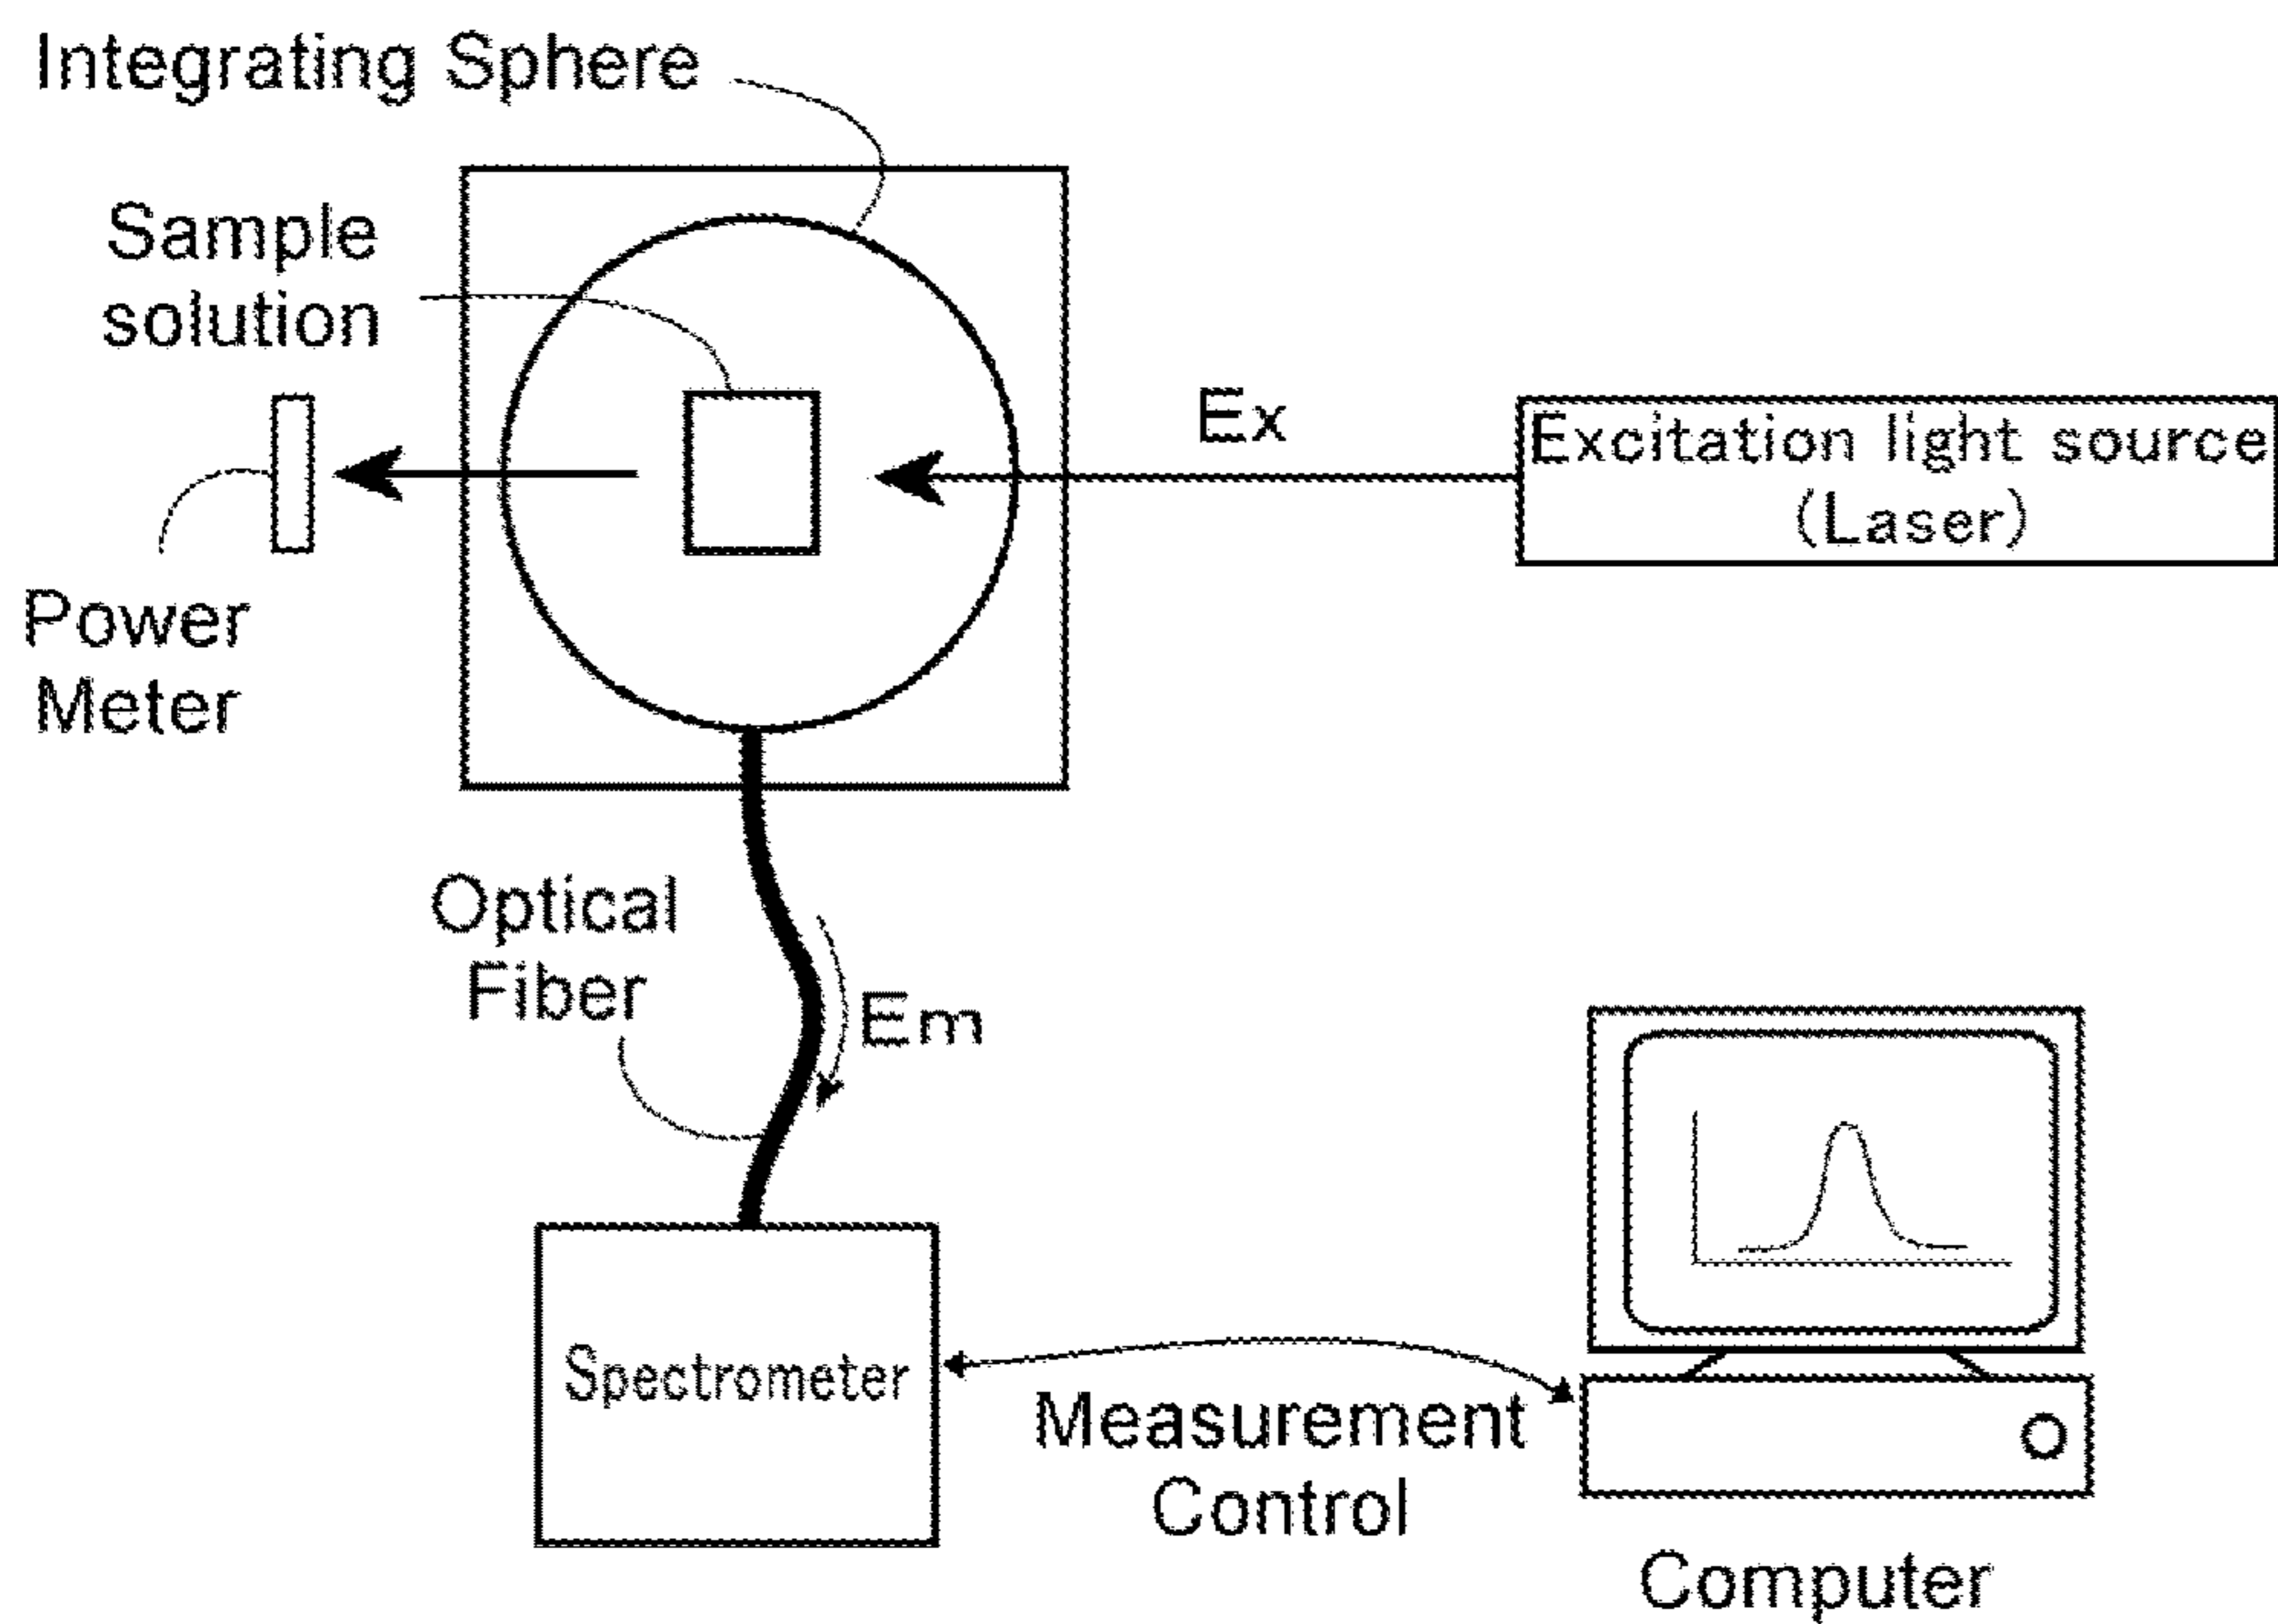 Integrating Sphere
Sample
solution
Ex
Excitation light source
(Laser)
Power
Meter
Optical
Fiber
Em
Spectrometer
Measurement
Control
Computer